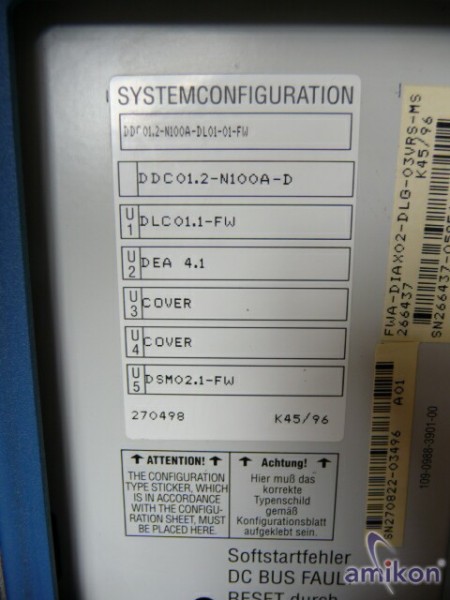 SYSTEMCONFIGURATION
DDC01.2-N100A-DL01-01-FW
DDC01.2-N100A-D
U1 DLC01.1-FW
U2 DEA 4.1
U3 COVER
U4 COVER
U5 DSM02.1-FW
270498 K45/96
ATTENTION!
THE CONFIGURATION
TYPE STICKER, WHICH
IS IN ACCORDANCE
WITH THE CONFIGU-
RATION SHEET, MUST
BE PLACED HERE.
Achtung!
Hier muß das
korrekte
Typenschild
gemäß
Konfigurationsblatt
aufgeklebt sein.
Softstartfehler
DC BUS FAUL
RESET durch
FWA-DIAX02-DLG-03VRS-MS
266437 K45/96
SN266437-0
SN270822-03496 A01
109-0988-3901-00
amikon